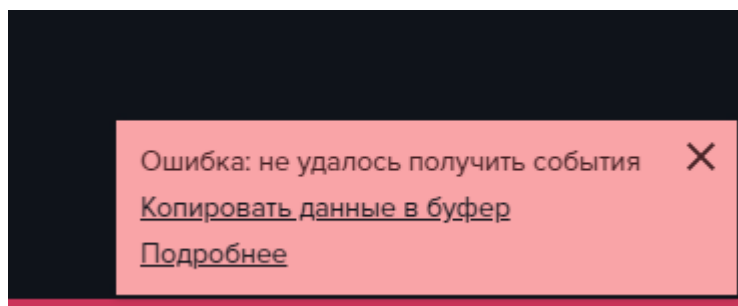 Ошибка: не удалось получить события
Копировать данные в буфер
Подробнее